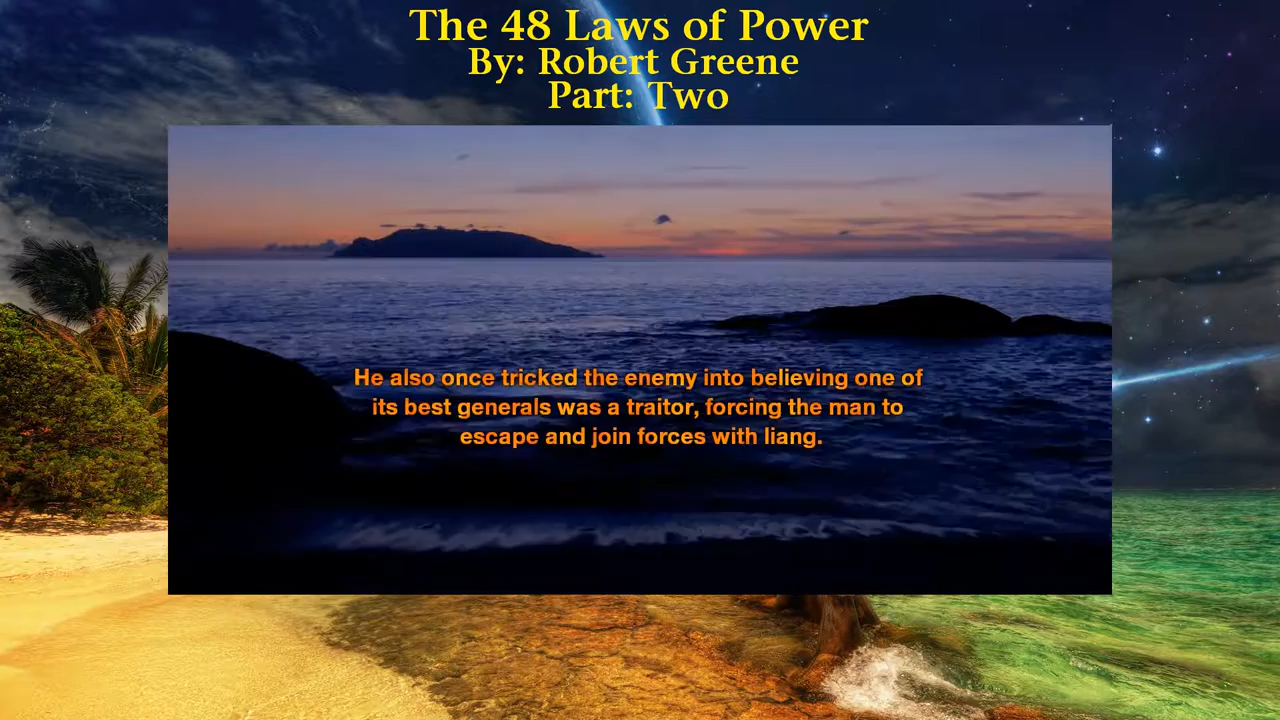 The 48 Laws of Power
By: Robert Greene
Part: Two
He also once tricked the enemy into believing one of
its best generals was a traitor, forcing the man to
escape and join forces with liang.